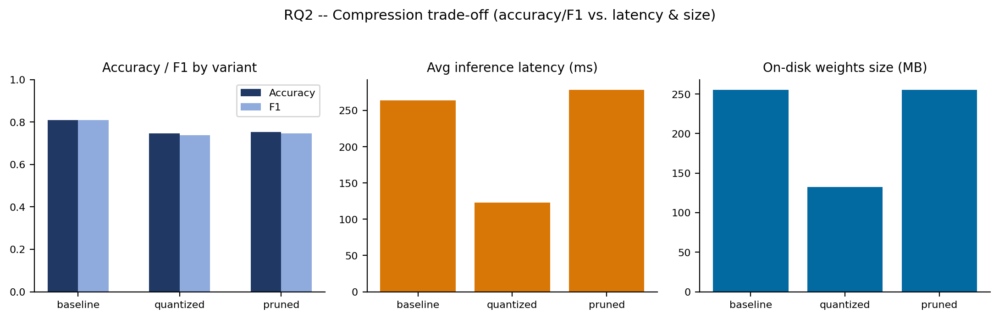 RQ2 -- Compression trade-off (accuracy/F1 vs. latency & size)
Accuracy / F1 by variant
1.0
0.8
0.6
0.4
0.2
0.0
Accuracy
F1
baseline
quantized
pruned
Avg inference latency (ms)
250
200
150
100
50
0
baseline
quantized
pruned
On-disk weights size (MB)
250
200
150
100
50
0
baseline
quantized
pruned